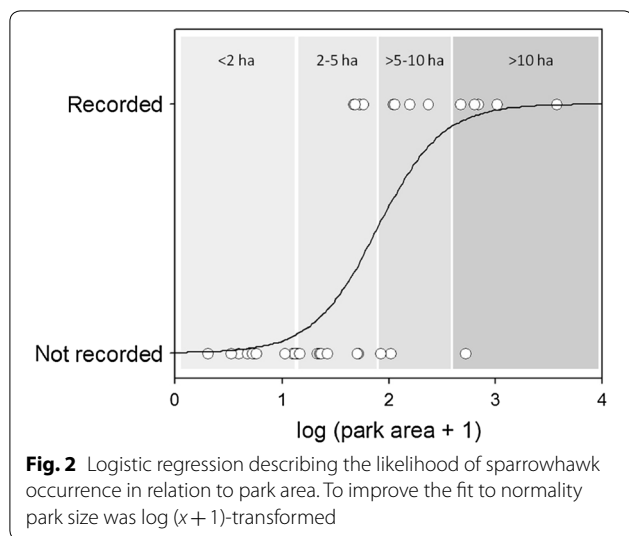 <2 ha 2-5 ha >5-10 ha >10 ha
Recorded
Not recorded
0 1 2 3 4
log (park area + 1)
Fig. 2 Logistic regression describing the likelihood of sparrowhawk
occurrence in relation to park area. To improve the fit to normality
park size was log (x + 1)-transformed